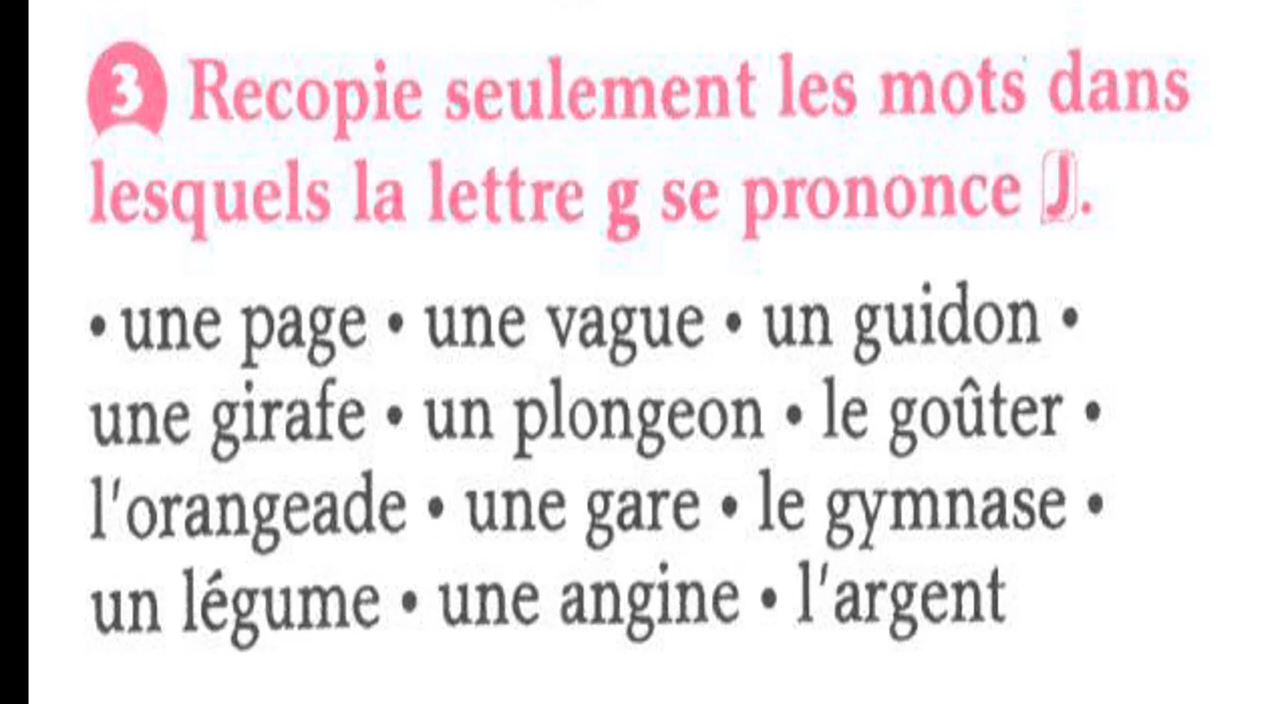 3 Recopie seulement les mots dans
lesquels la lettre g se prononce J.
• une page • une vague • un guidon •
une girafe • un plongeon • le goûter •
l'orangeade • une gare • le gymnase •
un légume • une angine • l'argent